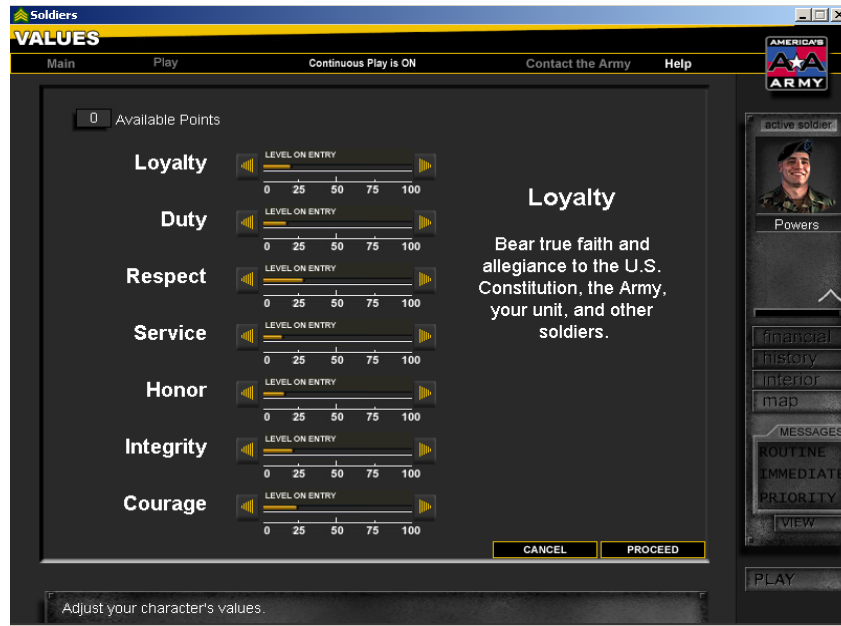 Soldiers
VALUES
AMERICA'S
ARMY
Main Play Continuous Play is ON Contact the Army Help
0 Available Points
active soldier
Powers
Loyalty
LEVEL ON ENTRY
0 25 50 75 100
Duty
LEVEL ON ENTRY
0 25 50 75 100
Respect
LEVEL ON ENTRY
0 25 50 75 100
Service
LEVEL ON ENTRY
0 25 50 75 100
Honor
LEVEL ON ENTRY
0 25 50 75 100
Integrity
LEVEL ON ENTRY
0 25 50 75 100
Courage
LEVEL ON ENTRY
0 25 50 75 100
Loyalty
Bear true faith and
allegiance to the U.S.
Constitution, the Army,
your unit, and other
soldiers.
CANCEL PROCEED
financial
history
interior
map
MESSAGES
ROUTINE
IMMEDIATE
PRIORITY
VIEW
PLAY
Adjust your character's values.